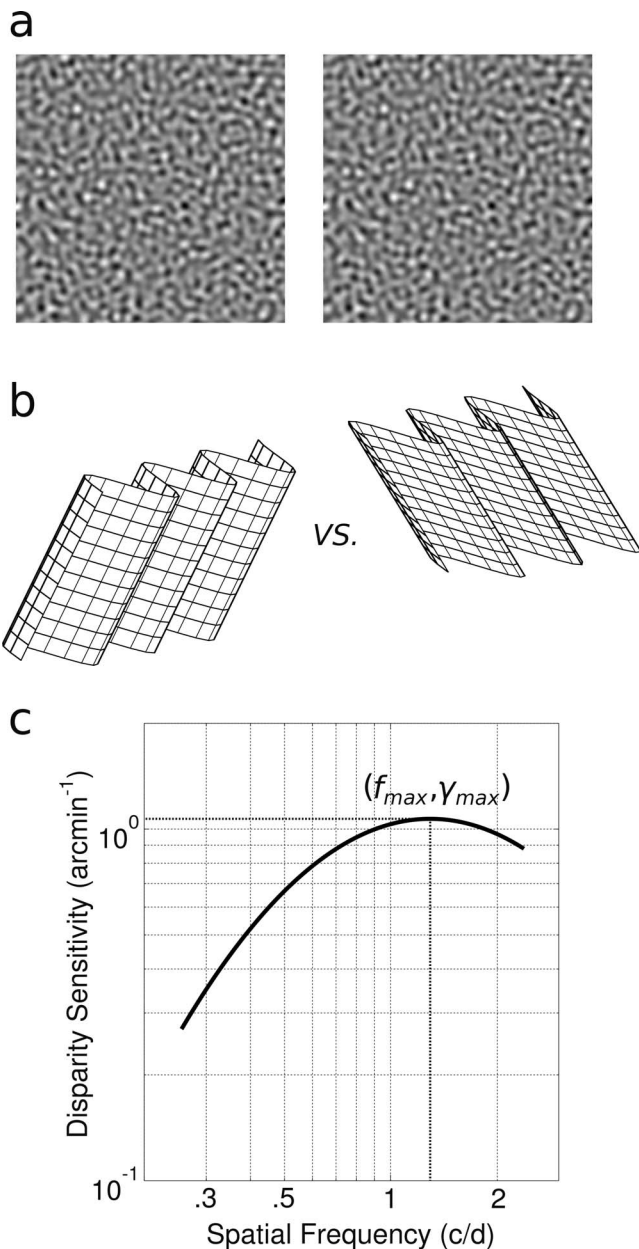 a
b
VS.
c
(f_max,γ_max)
10^0
10^-1
Disparity Sensitivity (arcmin^-1)
.3 .5 1 2
Spatial Frequency (c/d)